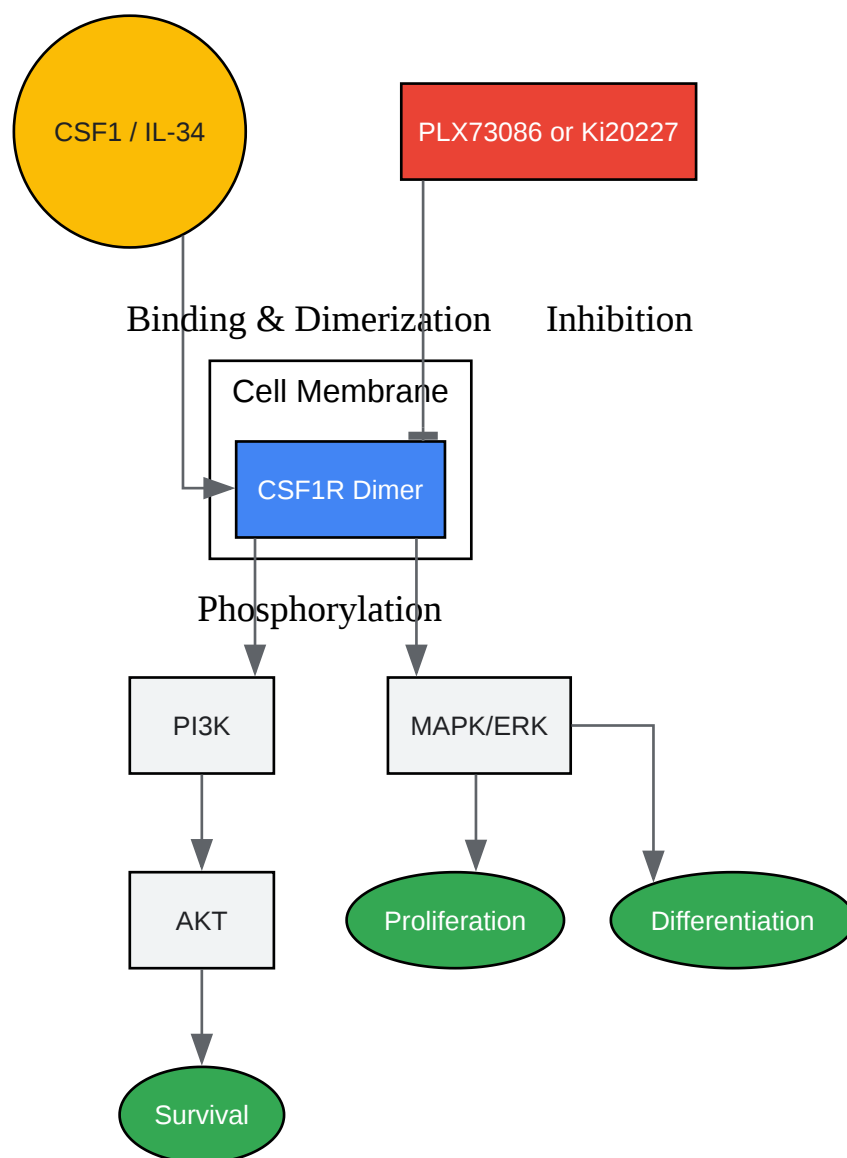 CSF1 / IL-34
PLX73086 or Ki20227
Binding & Dimerization
Inhibition
Cell Membrane
CSF1R Dimer
Phosphorylation
PI3K
MAPK/ERK
AKT
Proliferation
Differentiation
Survival